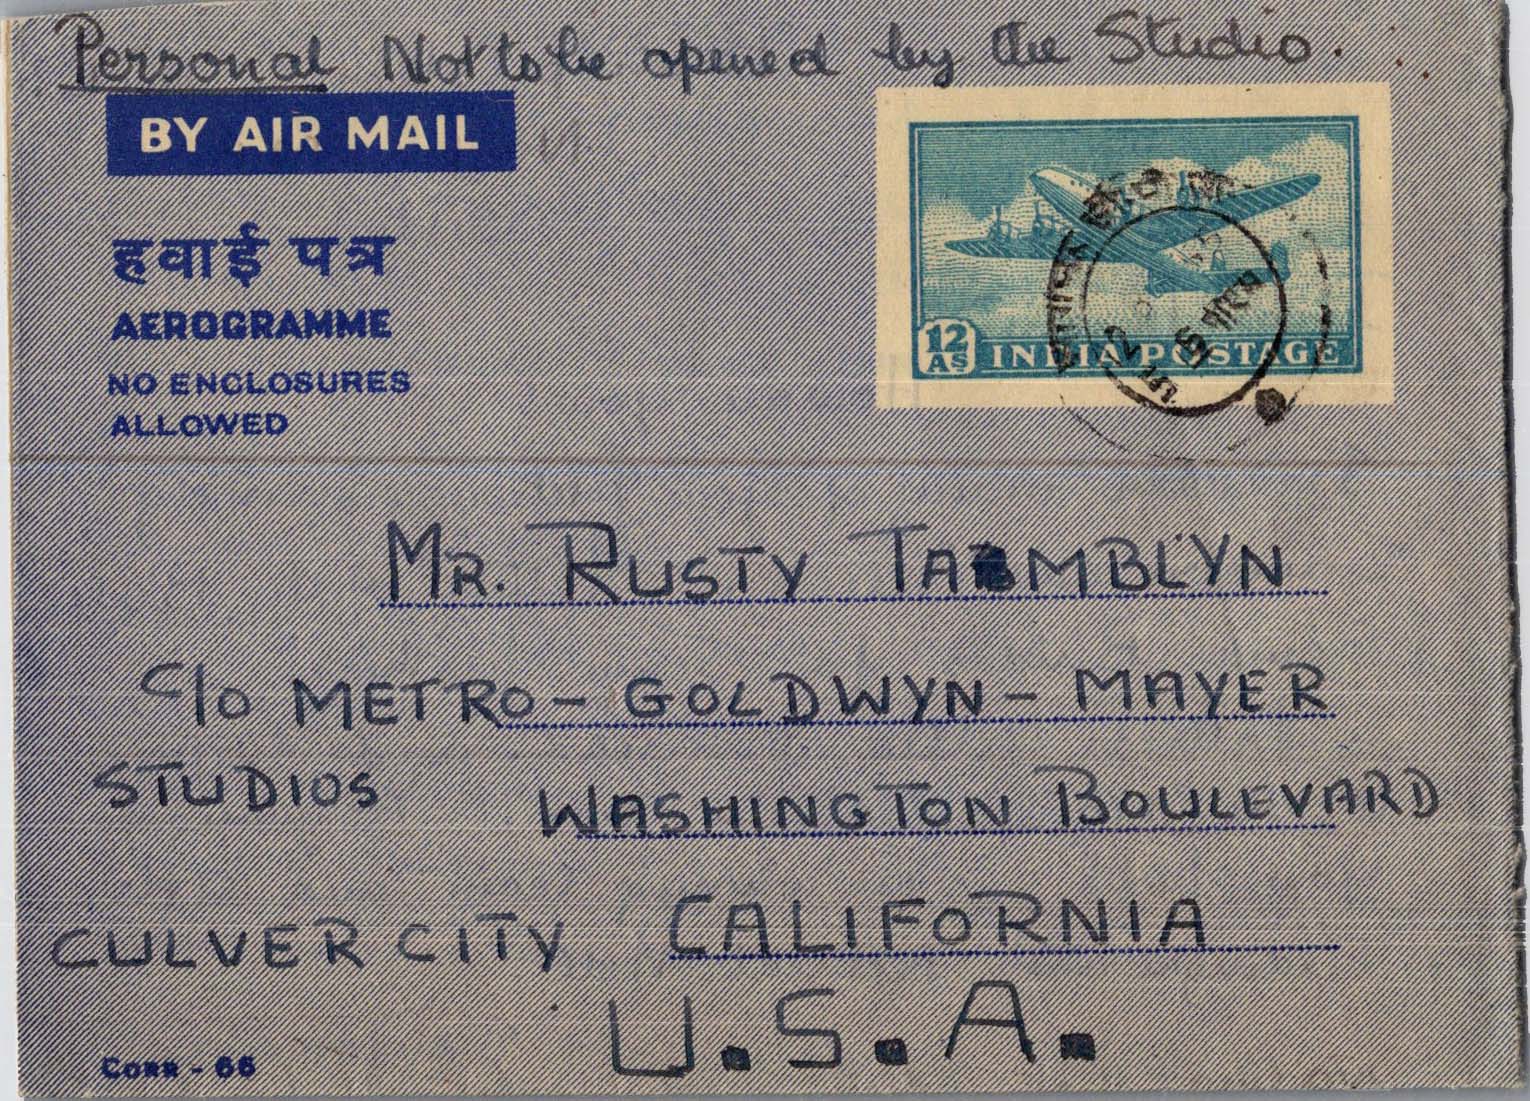 Personal Not to be opened by the Studio.
BY AIR MAIL
हवाई पत्र
AEROGRAMME
NO ENCLOSURES
ALLOWED
12
AS
INDIA POSTAGE
MR. RUSTY TAMBLYN
C/O METRO-GOLDWYN-MAYER
STUDIOS WASHINGTON BOULEVARD
CULVER CITY CALIFORNIA
U.S.A.
CORR - 66